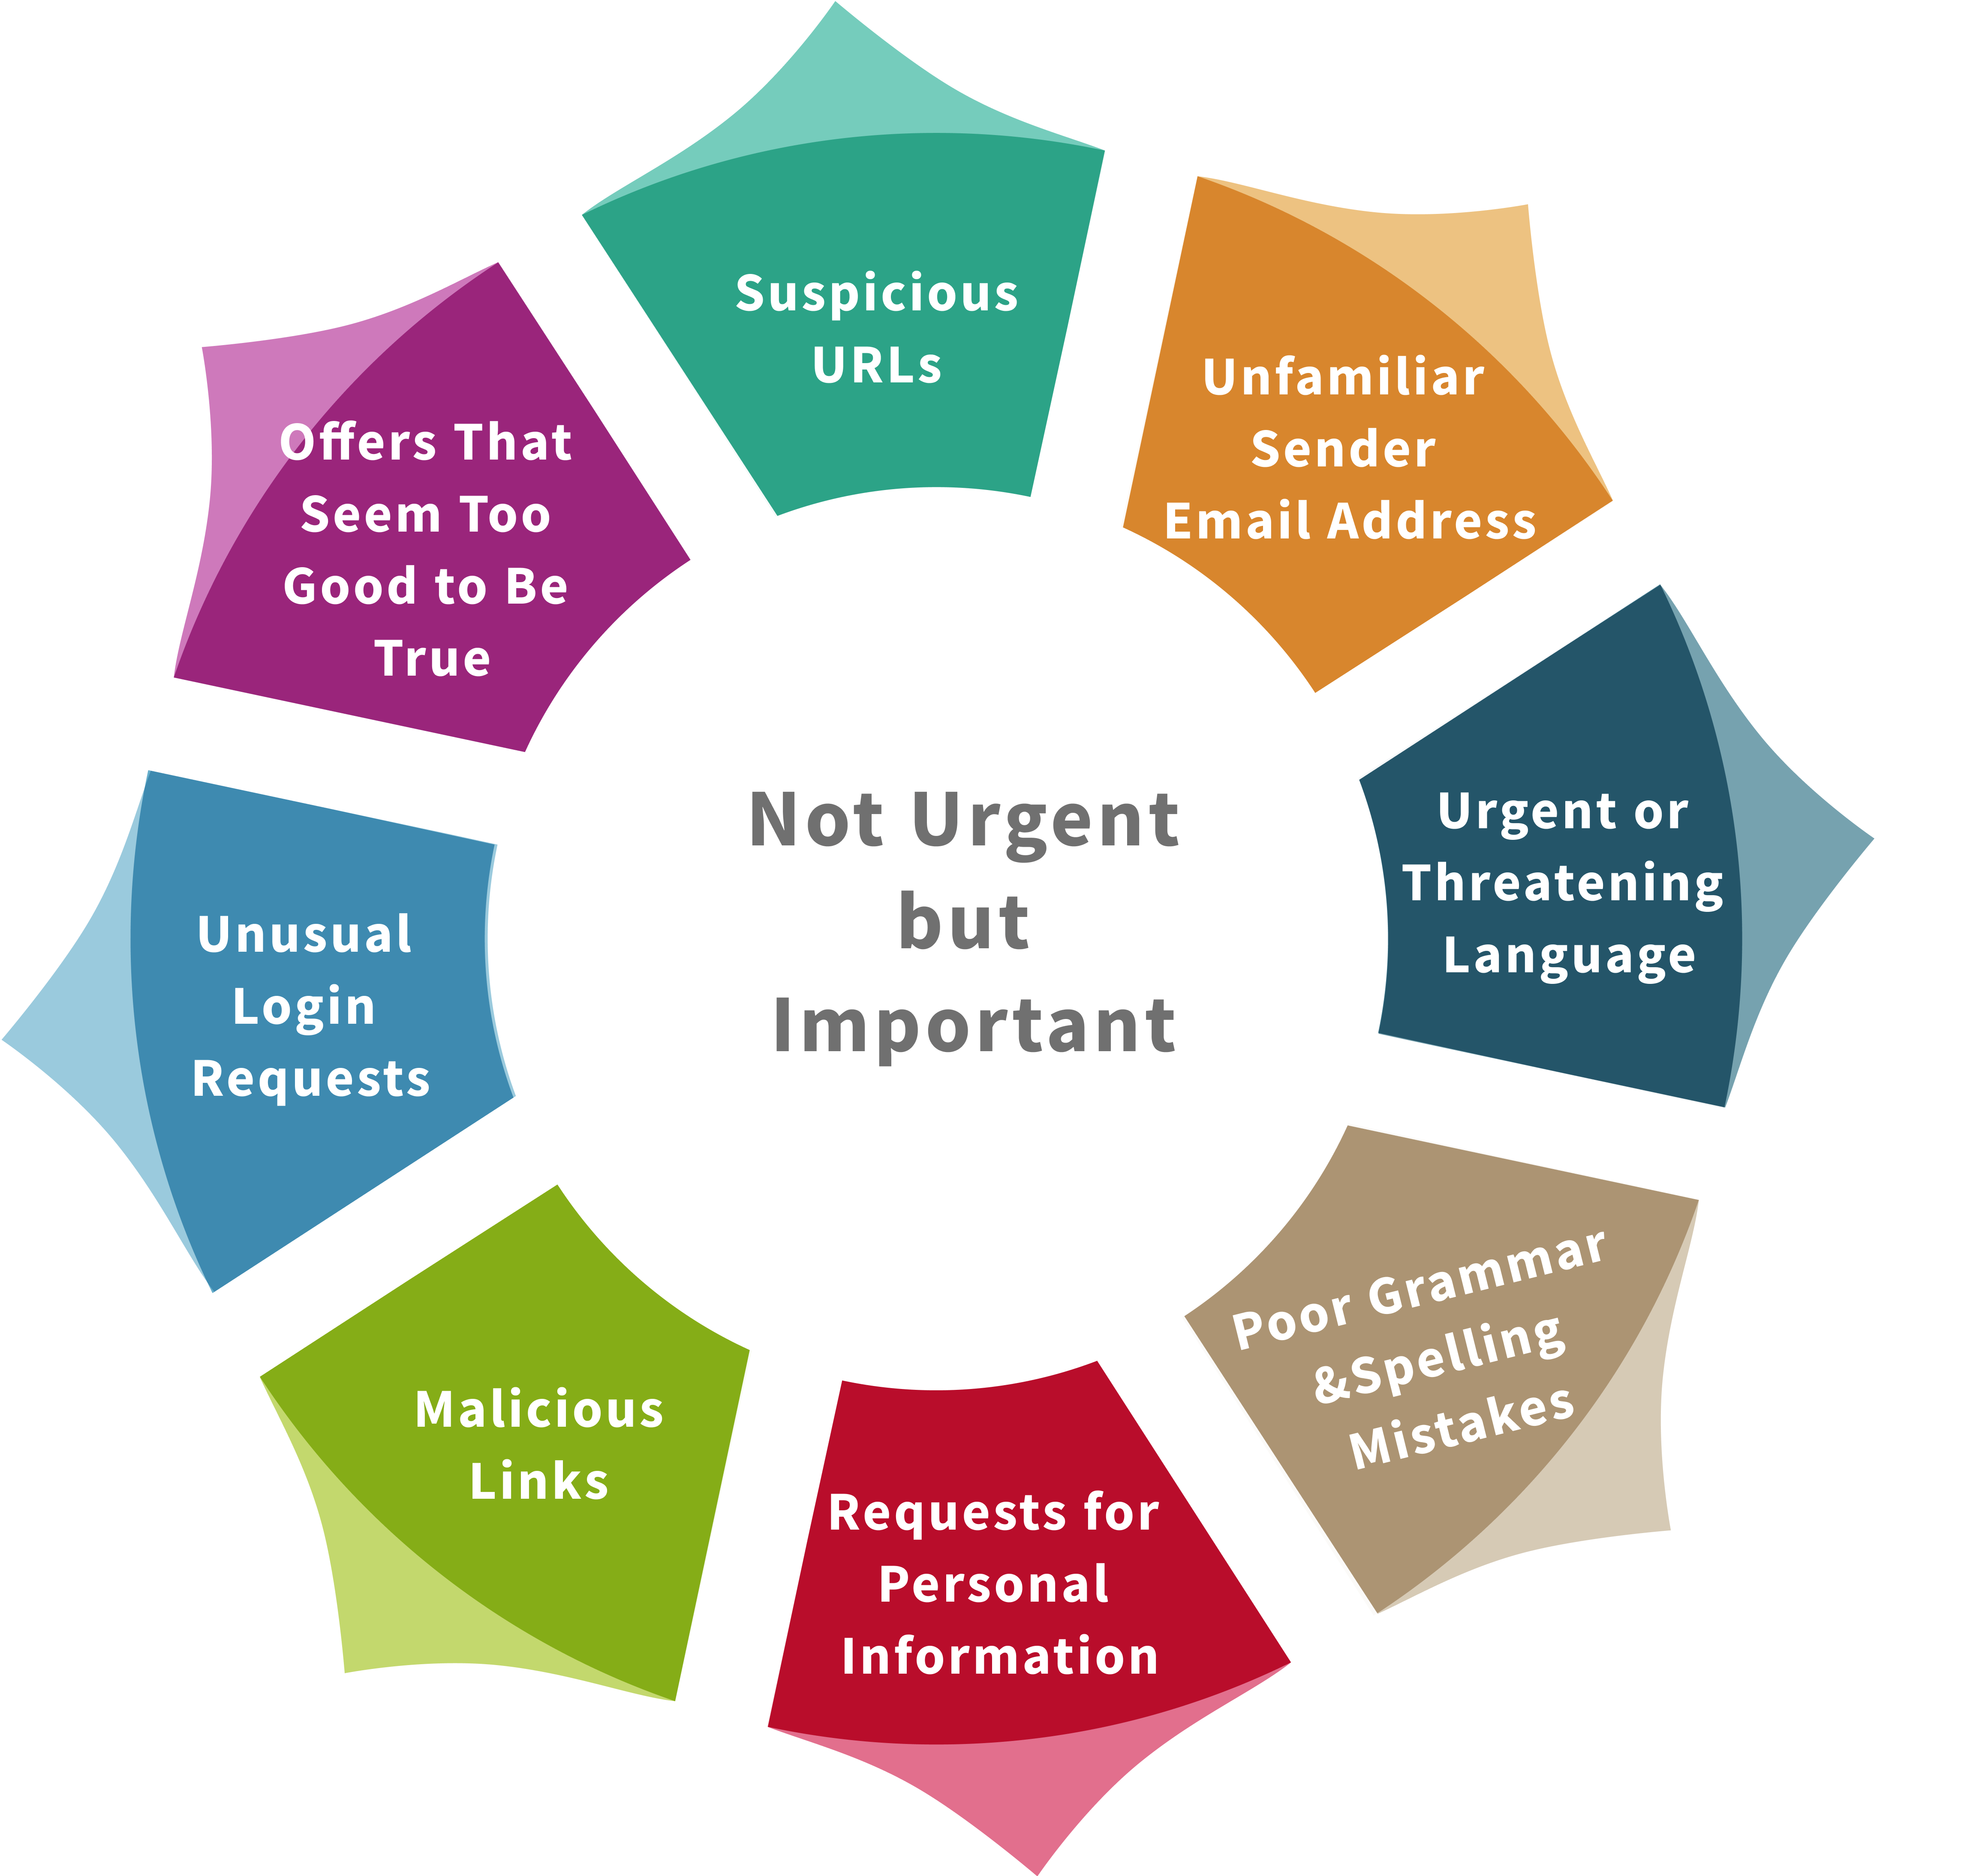 Suspicious
URLs
Unfamiliar
Sender
Email Address
Urgent or
Threatening
Language
Poor Grammar
& Spelling
Mistakes
Requests for
Personal
Information
Malicious
Links
Unusual
Login
Requests
Offers That
Seem Too
Good to Be
True
Not Urgent
but
Important